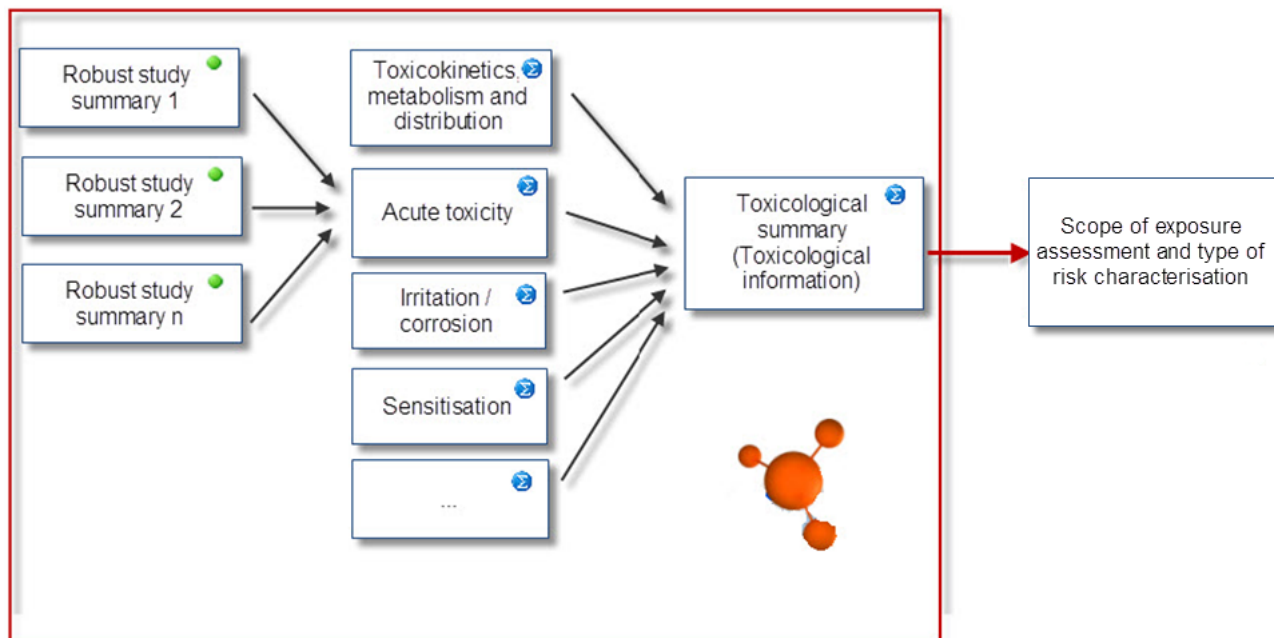 Robust study
summary 1
Robust study
summary 2
Robust study
summary n
Toxicokinetics,
metabolism and
distribution
Σ
Acute toxicity
Σ
Irritation /
corrosion
Σ
Sensitisation
Σ
...
Σ
Toxicological
summary
(Toxicological
information)
Σ
Scope of exposure
assessment and type of
risk characterisation